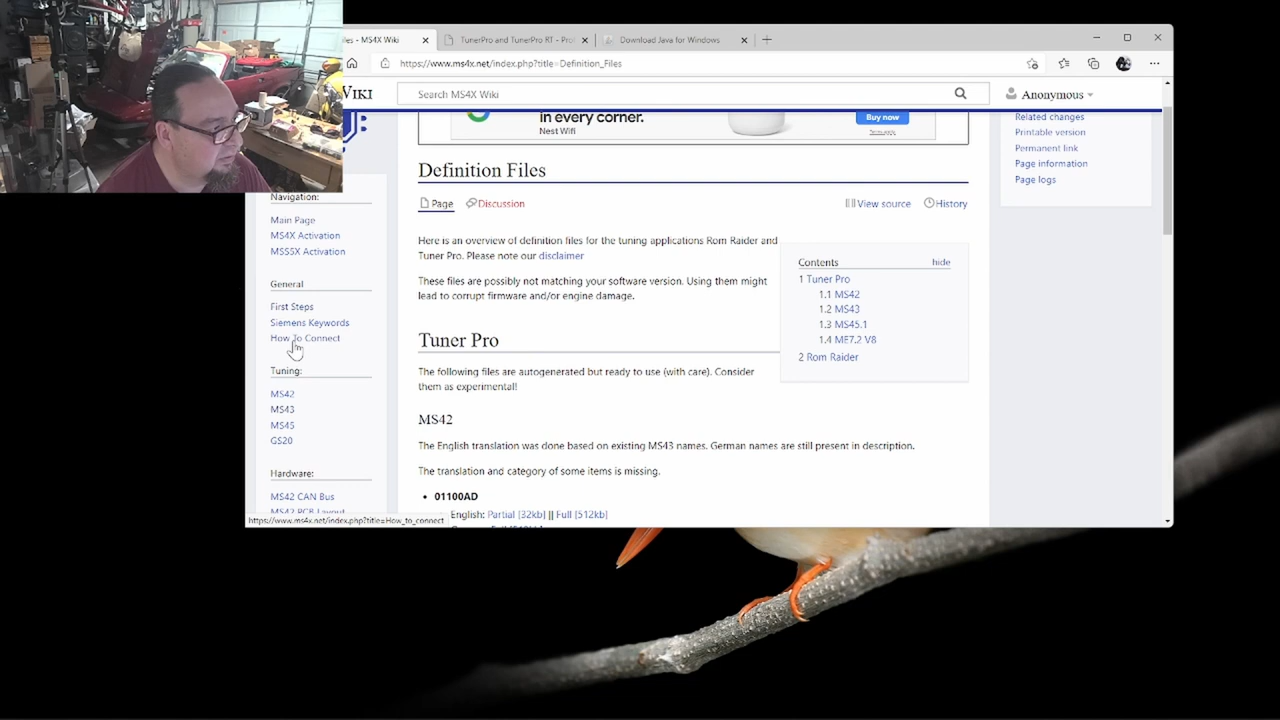 iles - MS4X Wiki
TunerPro and TunerPro RT - Pro
Download Java for Windows
https://www.ms4x.net/index.php?title=Definition_Files
Wiki
Search MS4X Wiki
Anonymous
in every corner.
Nest Wifi
Buy now
Related changes
Printable version
Permanent link
Page information
Page logs
Navigation:
Main Page
MS4X Activation
MSS5X Activation
General
First Steps
Siemens Keywords
How To Connect
Tuning:
MS42
MS43
MS45
GS20
Hardware:
MS42 CAN Bus
MS42 PCB Layout
Definition Files
Page Discussion View source History
Here is an overview of definition files for the tuning applications Rom Raider and
Tuner Pro. Please note our disclaimer
These files are possibly not matching your software version. Using them might
lead to corrupt firmware and/or engine damage.
Contents hide
1 Tuner Pro
1.1 MS42
1.2 MS43
1.3 MS45.1
1.4 ME7.2 V8
2 Rom Raider
Tuner Pro
The following files are autogenerated but ready to use (with care). Consider
them as experimental!
MS42
The English translation was done based on existing MS43 names. German names are still present in description.
The translation and category of some items is missing.
• 01100AD
English: Partial [32kb] || Full [512kb]
https://www.ms4x.net/index.php?title=How_to_connect